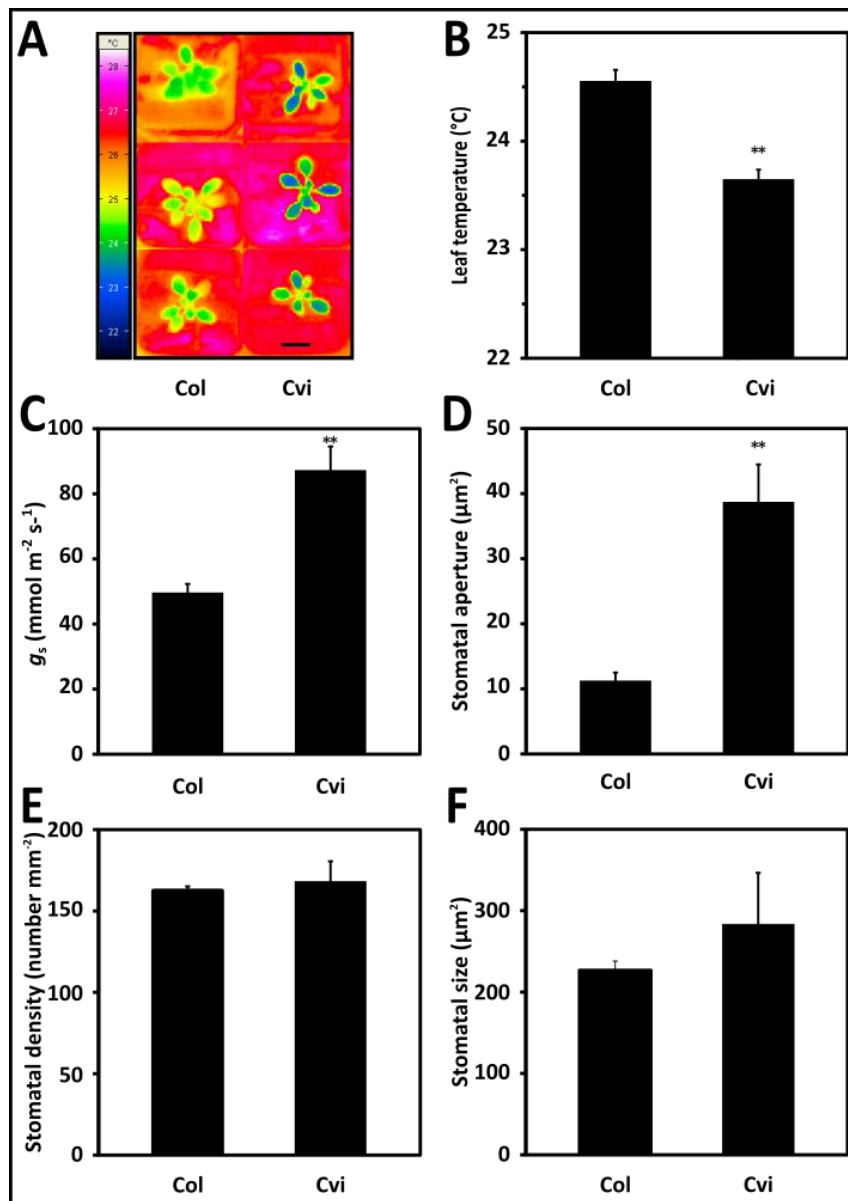 A
°C
28
27
26
25
24
23
22
Col Cvi
B
Leaf temperature (°C)
25
24
23
22
**
Col Cvi
C
gs (mmol m-2 s-1)
100
80
60
40
20
0
**
Col Cvi
D
Stomatal aperture (µm²)
50
40
30
20
10
0
**
Col Cvi
E
Stomatal density (number mm-2)
200
150
100
50
0
Col Cvi
F
Stomatal size (µm²)
400
300
200
100
0
Col Cvi